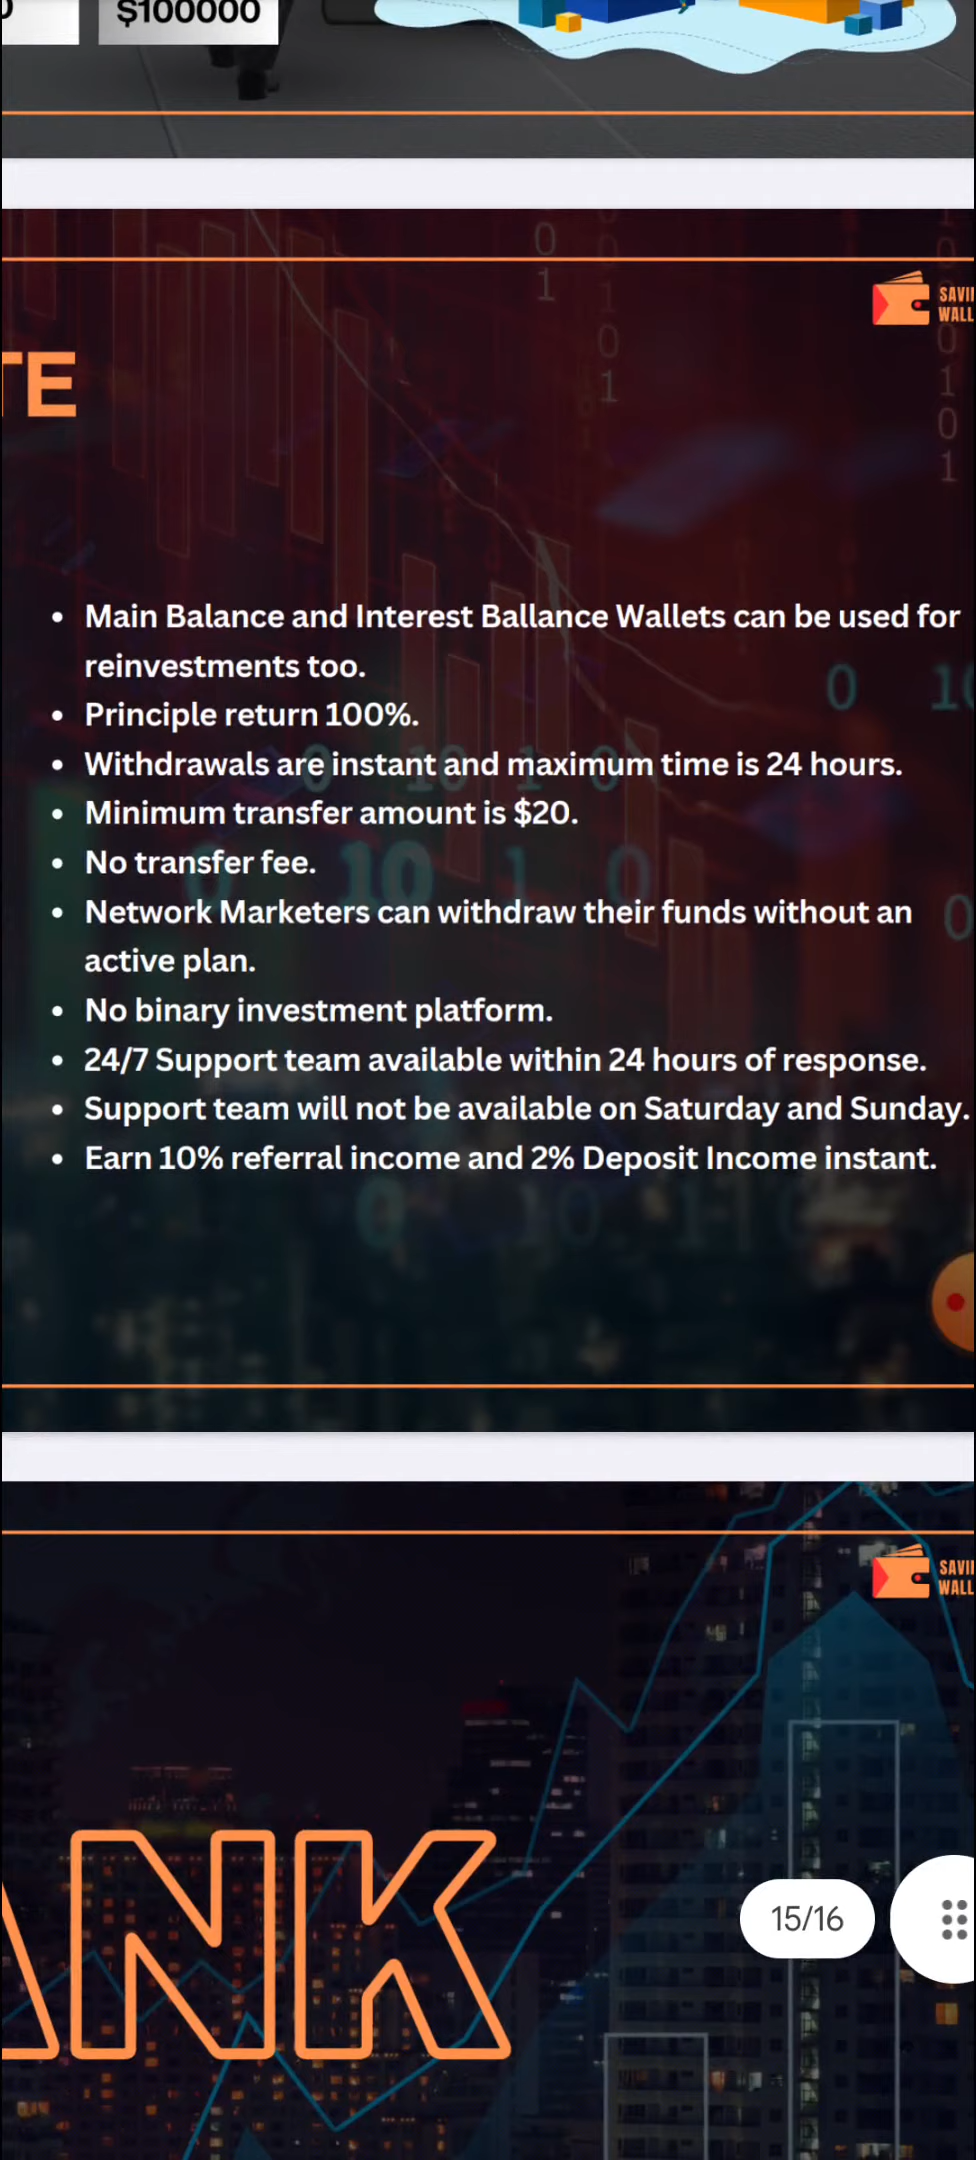 $100000
SAVI
WALL
TE
• Main Balance and Interest Ballance Wallets can be used for
reinvestments too.
• Principle return 100%.
• Withdrawals are instant and maximum time is 24 hours.
• Minimum transfer amount is $20.
• No transfer fee.
• Network Marketers can withdraw their funds without an
active plan.
• No binary investment platform.
• 24/7 Support team available within 24 hours of response.
• Support team will not be available on Saturday and Sunday.
• Earn 10% referral income and 2% Deposit Income instant.
SAVI
WALL
ANK
15/16